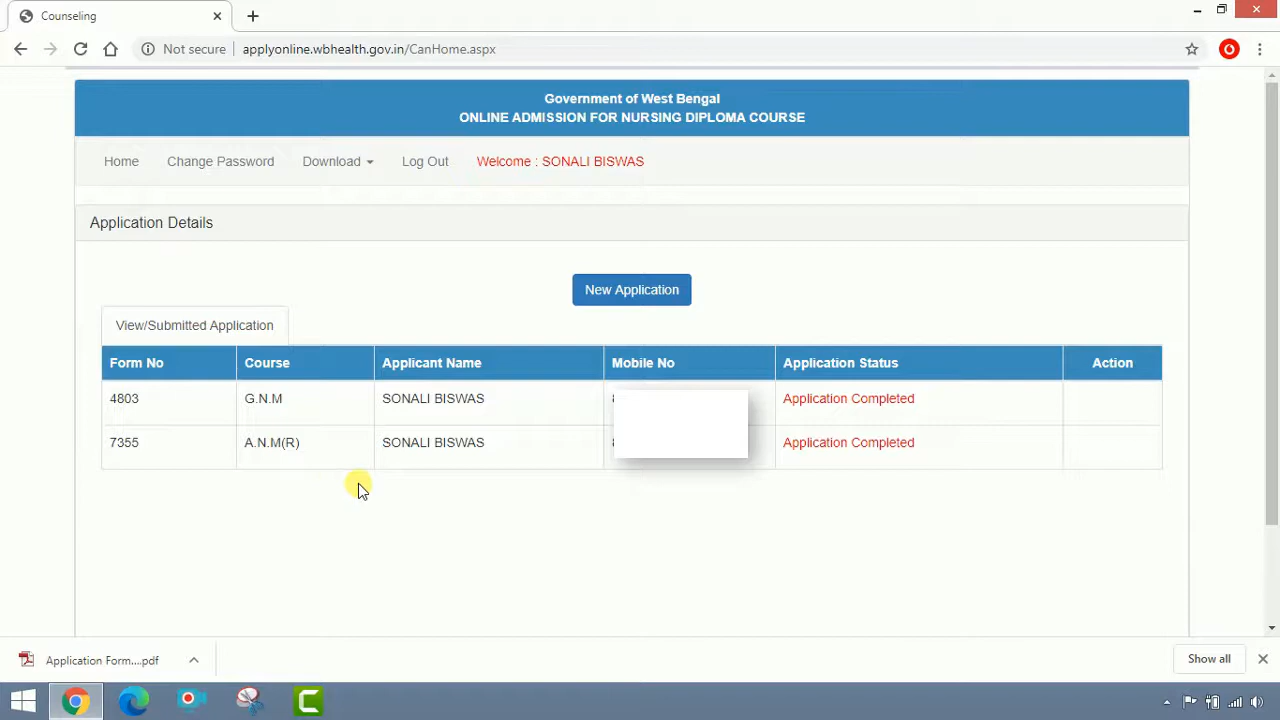 Counseling
Not secure
applyonline.wbhealth.gov.in/CanHome.aspx
Government of West Bengal
ONLINE ADMISSION FOR NURSING DIPLOMA COURSE
Home Change Password Download Log Out Welcome : SONALI BISWAS
Application Details
New Application
View/Submitted Application
Form No Course Applicant Name Mobile No Application Status Action
4803 G.N.M SONALI BISWAS Application Completed
7355 A.N.M(R) SONALI BISWAS Application Completed
Application Form....pdf
Show all